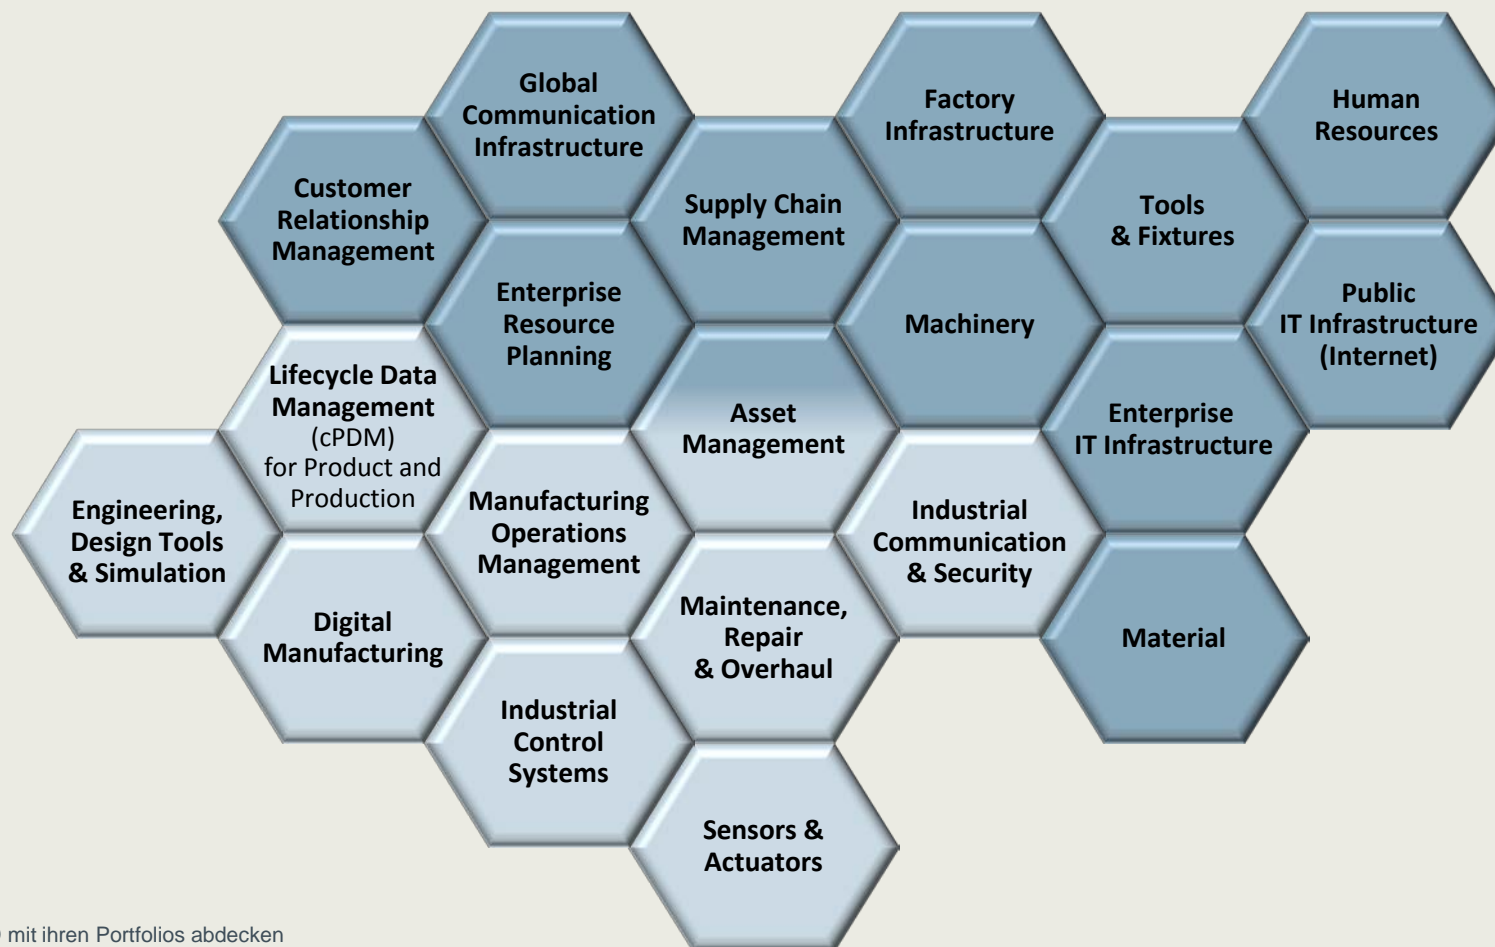 Global
Communication
Infrastructure
Factory
Infrastructure
Human
Resources
Customer
Relationship
Management
Supply Chain
Management
Tools
& Fixtures
Enterprise
Resource
Planning
Machinery
Public
IT Infrastructure
(Internet)
Lifecycle Data
Management
(cPDM)
for Product and
Production
Asset
Management
Enterprise
IT Infrastructure
Engineering,
Design Tools
& Simulation
Manufacturing
Operations
Management
Industrial
Communication
& Security
Digital
Manufacturing
Maintenance,
Repair
& Overhaul
Material
Industrial
Control
Systems
Sensors &
Actuators
mit ihren Portfolios abdecken